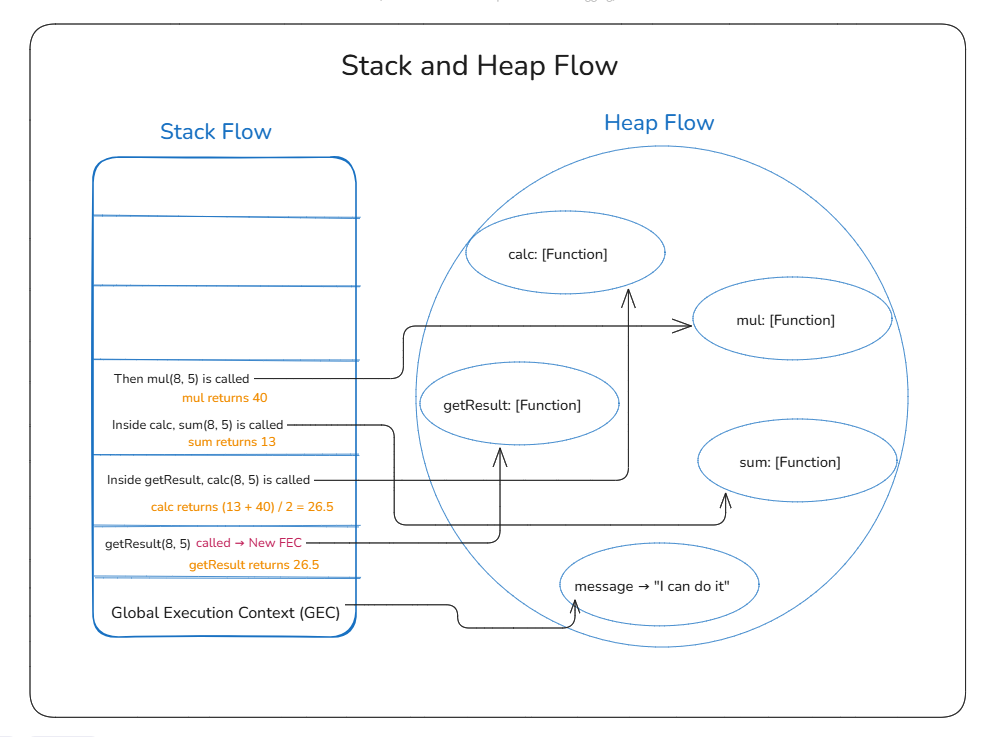 Stack and Heap Flow
Stack Flow
Heap Flow
Then mul(8, 5) is called
mul returns 40
Inside calc, sum(8, 5) is called
sum returns 13
Inside getResult, calc(8, 5) is called
calc returns (13 + 40) / 2 = 26.5
getResult(8, 5) called → New FEC
getResult returns 26.5
Global Execution Context (GEC)
calc: [Function]
mul: [Function]
getResult: [Function]
sum: [Function]
message → "I can do it"